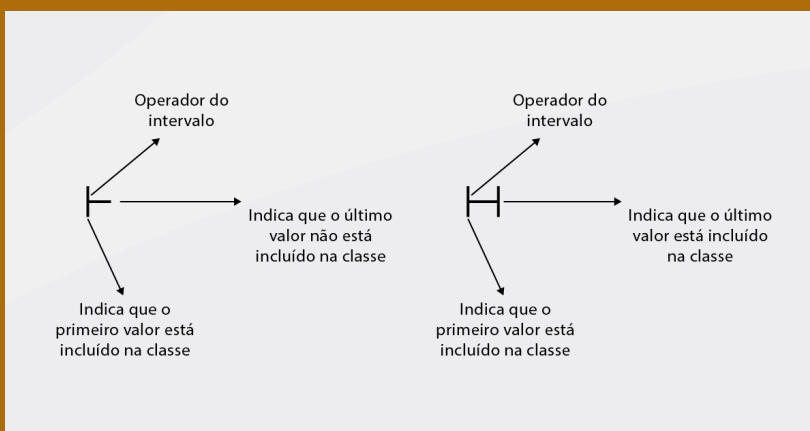 Operador do
intervalo
Indica que o último
valor não está
incluído na classe
Indica que o
primeiro valor está
incluído na classe
Operador do
intervalo
Indica que o último
valor está incluído
na classe
Indica que o
primeiro valor está
incluído na classe